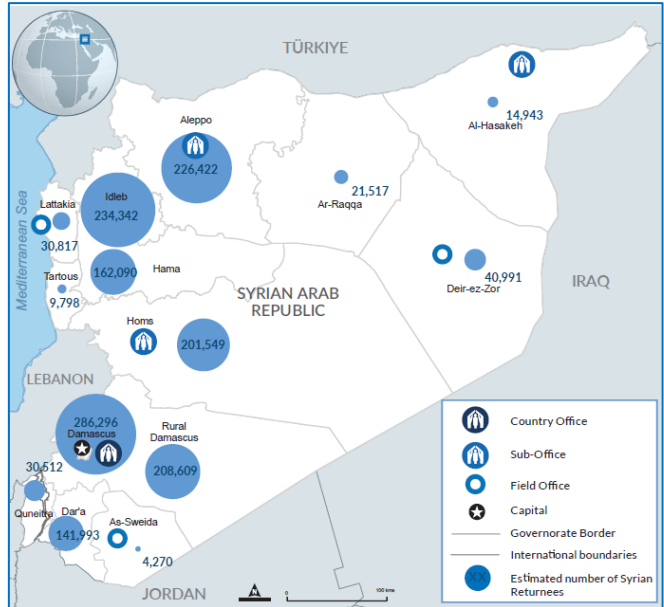 TÜRKIYE
Al-Hasakeh
14,943
Aleppo
226,422
21,517
Ar-Raqqa
Idleb
234,342
Lattakia
30,817
Mediterranean Sea
Tartous
9,798
162,090
Hama
40,991
Deir-ez-Zor
IRAQ
SYRIAN ARAB
REPUBLIC
Homs
201,549
LEBANON
286,296
Damascus
Rural
Damascus
208,609
30,512
Quneitra
Dar'a
141,993
As-Sweida
4,270
JORDAN
0
100 kms
Country Office
Sub-Office
Field Office
Capital
Governorate Border
International boundaries
XX
Estimated number of Syrian
Returnees